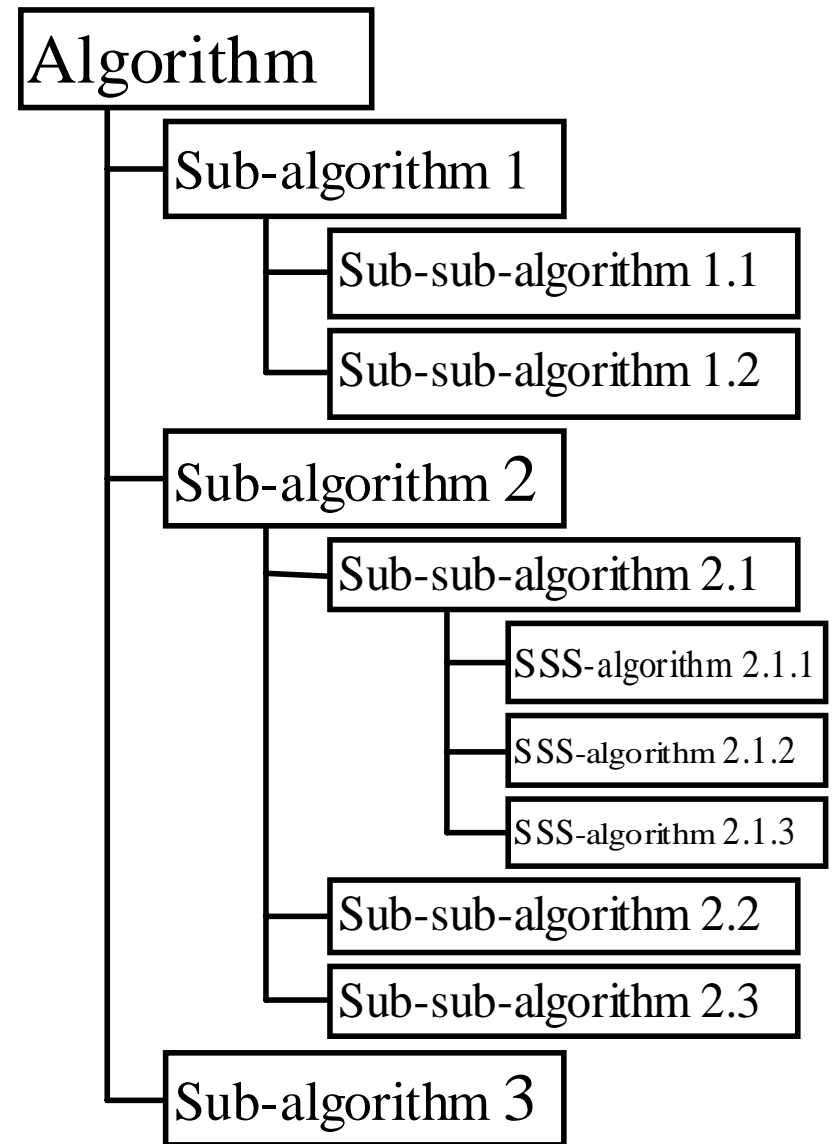 Algorithm
Sub-algorithm 1
Sub-sub-algorithm 1.1
Sub-sub-algorithm 1.2
Sub-algorithm 2
Sub-sub-algorithm 2.1
SSS-algorithm 2.1.1
SSS-algorithm 2.1.2
SSS-algorithm 2.1.3
Sub-sub-algorithm 2.2
Sub-sub-algorithm 2.3
Sub-algorithm 3